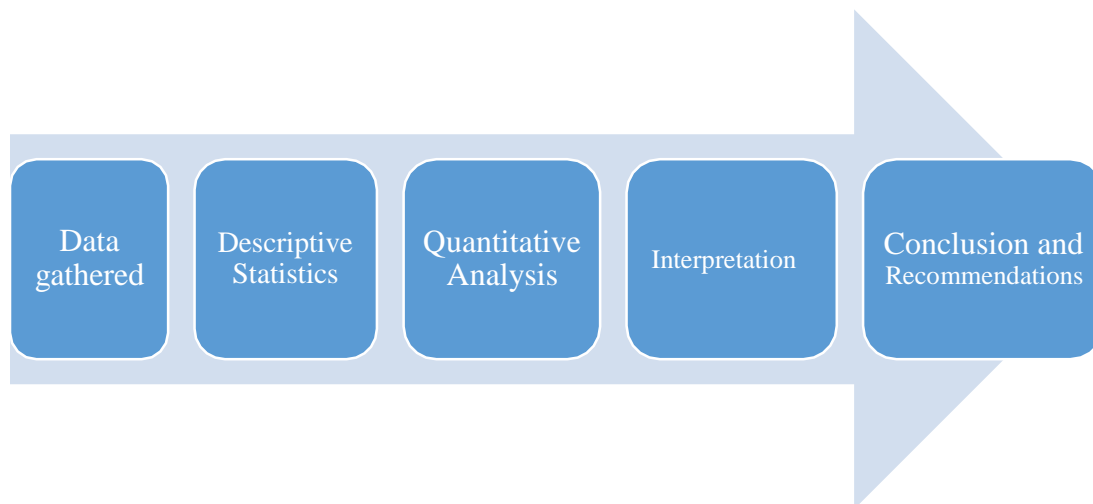 Data
gathered
Descriptive
Statistics
Quantitative
Analysis
Interpretation
Conclusion and
Recommendations